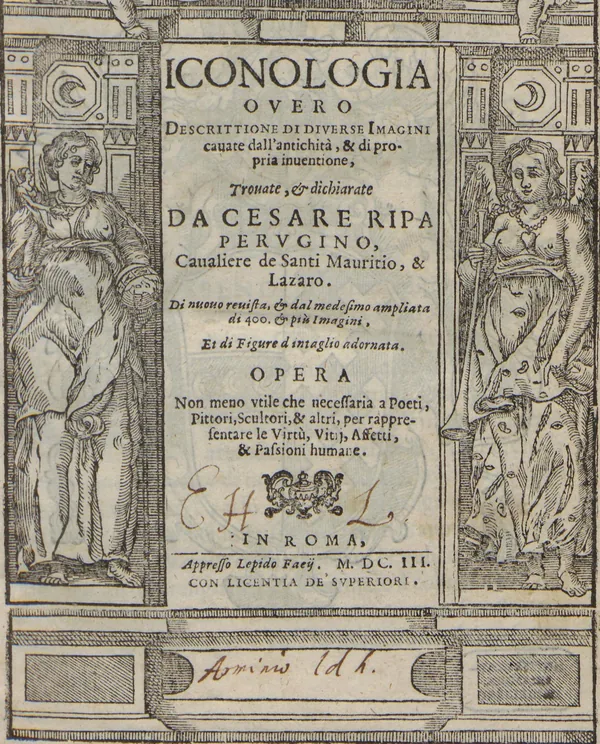 ICONOLOGIA
OVERO
DESCRITTIONE DI DIVERSE IMAGINI
cauate dall'antichità, & di pro-
pria inuentione,
Trouate, & dichiarate
DA CESARE RIPA
PERVGINO,
Caualiere de Santi Mauritio, &
Lazaro.
Di nuouo reuista, & dal medesimo ampliata
di 400. & più Imagini,
Et di Figure d'intaglio adornata.
OPERA
Non meno vtile che necessaria a Poeti,
Pittori, Scultori, & altri, per rappre-
sentare le Virtù, Vitij, Affetti,
& Passioni humane.
E H L
IN ROMA,
Appresso Lepido Faeij. M. DC. III.
CON LICENTIA DE' SVPERIORI.